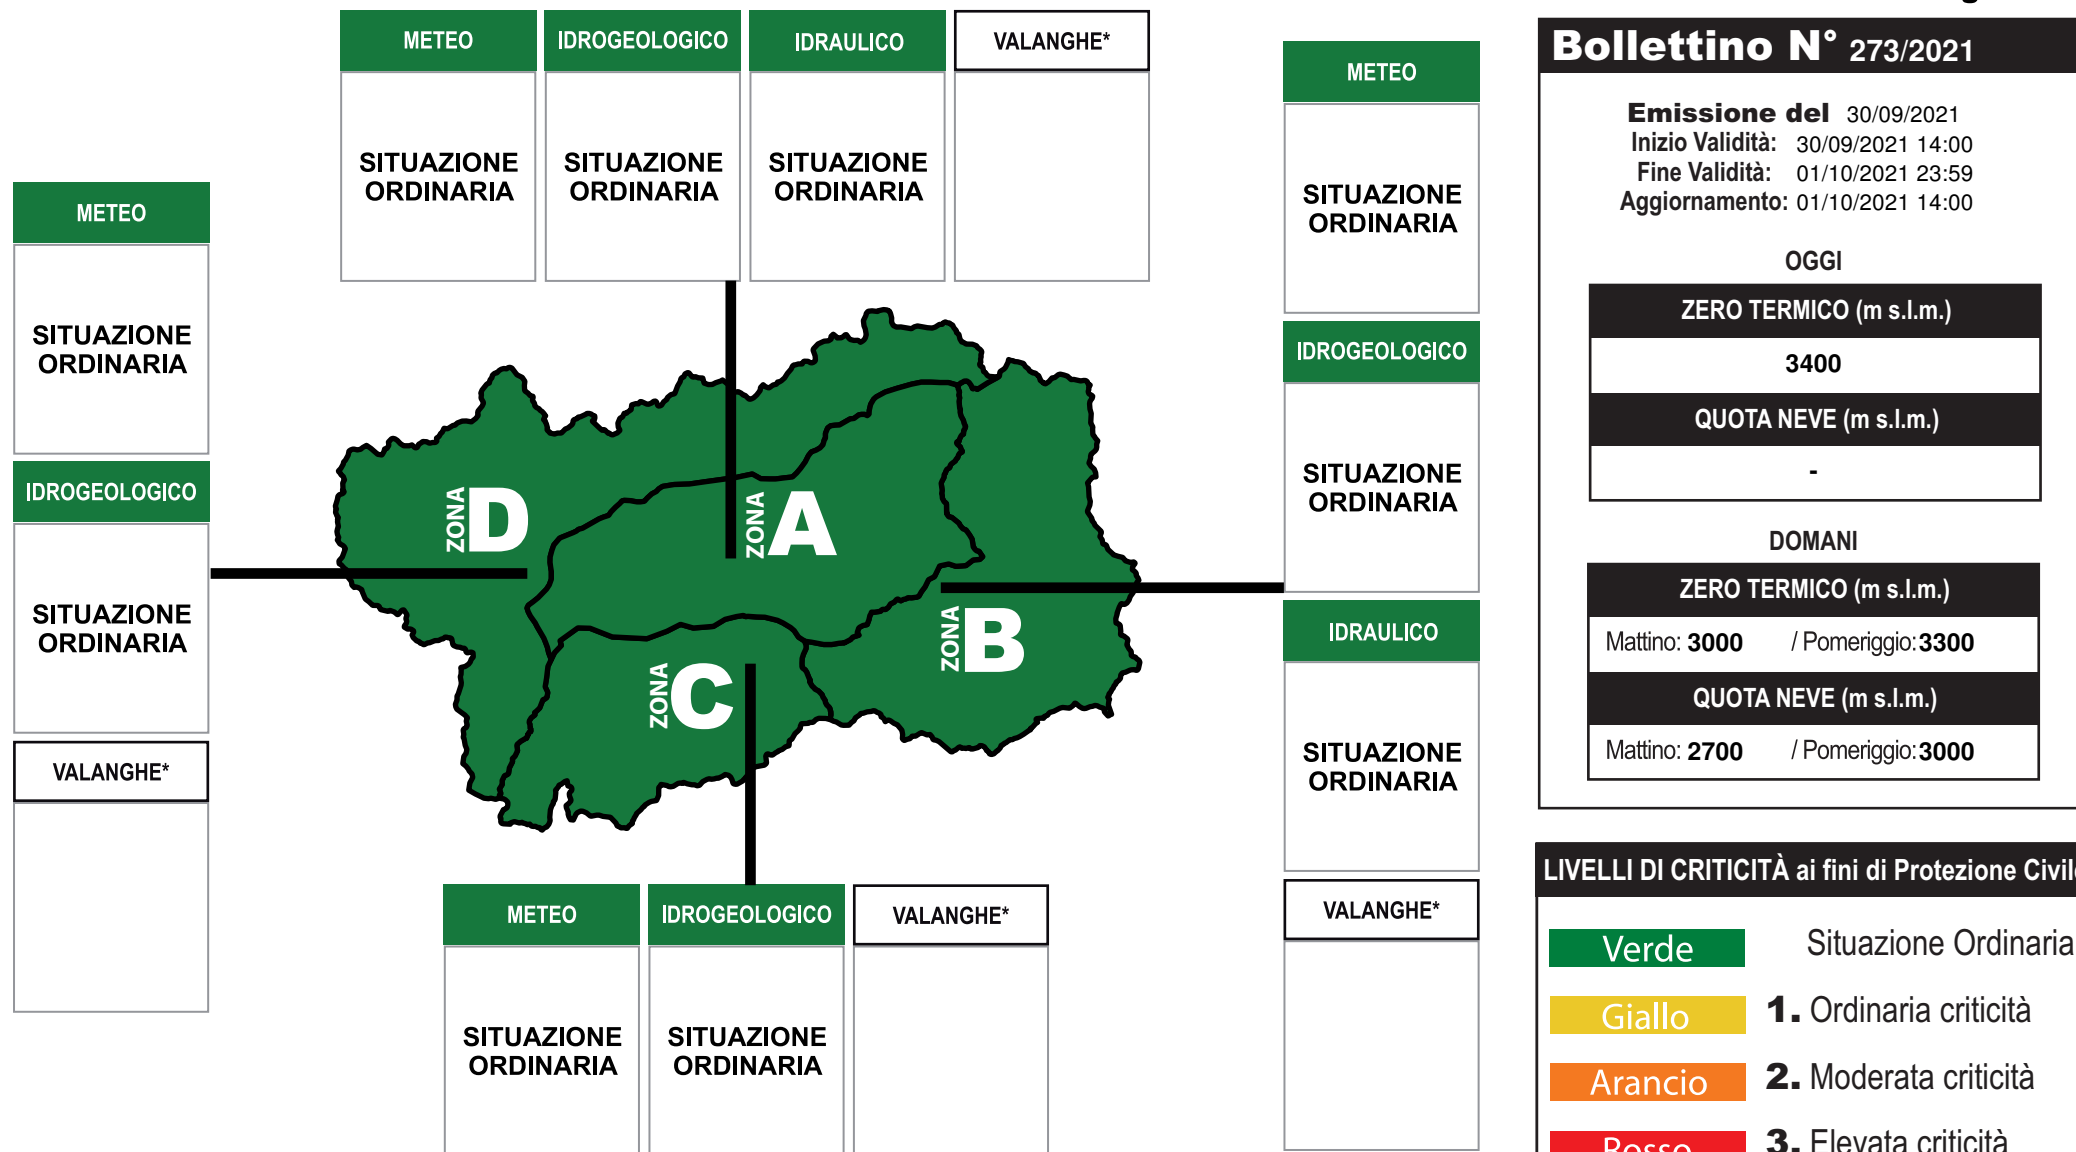 METEO
IDROGEOLOGICO
IDRAULICO
VALANGHE*
SITUAZIONE
ORDINARIA
SITUAZIONE
ORDINARIA
SITUAZIONE
ORDINARIA
METEO
SITUAZIONE
ORDINARIA
IDROGEOLOGICO
SITUAZIONE
ORDINARIA
VALANGHE*
ZONA D
ZONA A
ZONA B
ZONA C
METEO
SITUAZIONE
ORDINARIA
IDROGEOLOGICO
SITUAZIONE
ORDINARIA
IDRAULICO
SITUAZIONE
ORDINARIA
VALANGHE*
METEO
IDROGEOLOGICO
VALANGHE*
SITUAZIONE
ORDINARIA
SITUAZIONE
ORDINARIA
Bollettino N° 273/2021
Emissione del 30/09/2021
Inizio Validità: 30/09/2021 14:00
Fine Validità: 01/10/2021 23:59
Aggiornamento: 01/10/2021 14:00
OGGI
ZERO TERMICO (m s.l.m.)
3400
QUOTA NEVE (m s.l.m.)
-
DOMANI
ZERO TERMICO (m s.l.m.)
Mattino: 3000 / Pomeriggio: 3300
QUOTA NEVE (m s.l.m.)
Mattino: 2700 / Pomeriggio: 3000
LIVELLI DI CRITICITÀ ai fini di Protezione Civile
Verde Situazione Ordinaria
Giallo 1. Ordinaria criticità
Arancio 2. Moderata criticità
Rosso 3. Elevata criticità